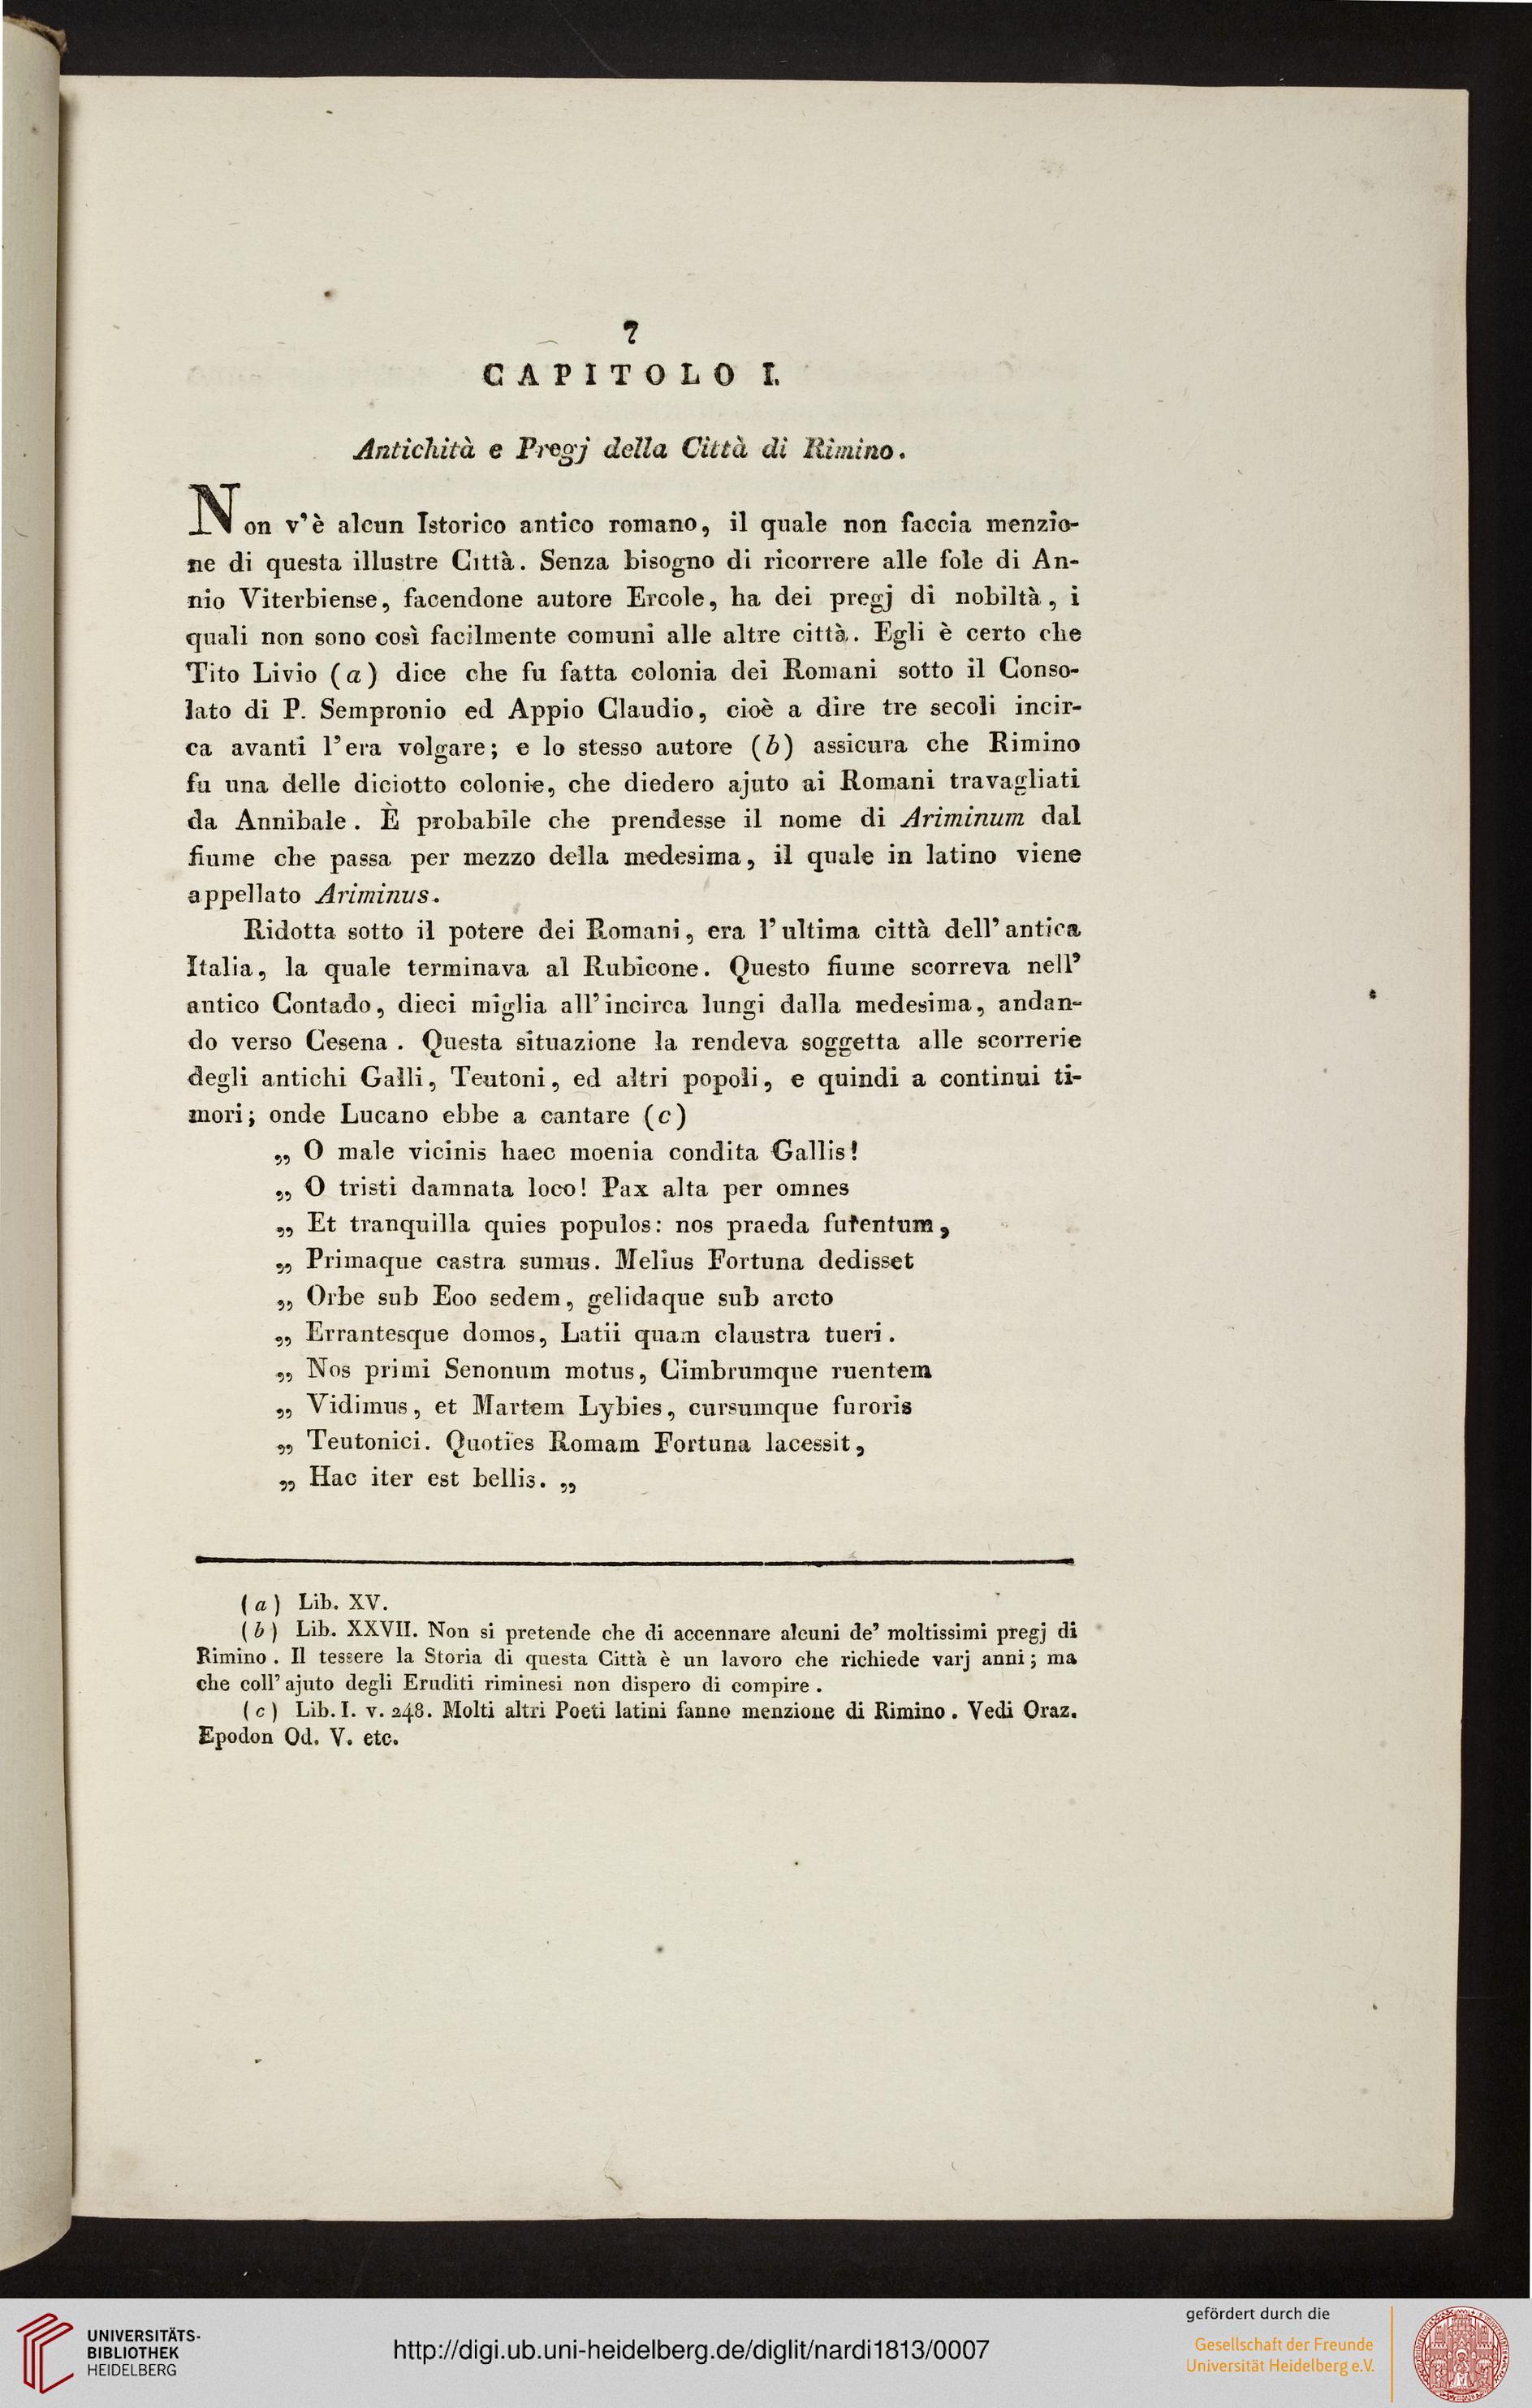 7
CAPITOLO I.
Antichità e Pregj della Città di Rimino.
Non v'è alcun Istorico antico romano, il quale non faccia menzio-
ne di questa illustre Città. Senza bisogno di ricorrere alle fole di An-
nio Viterbiense, facendone autore Ercole, ha dei pregj di nobiltà, i
quali non sono così facilmente comuni alle altre città. Egli è certo che
Tito Livio (a) dice che fu fatta colonia dei Romani sotto il Conso-
lato di P. Sempronio ed Appio Claudio, cioè a dire tre secoli incir-
ca avanti l'era volgare; e lo stesso autore (b) assicura che Rimino
fu una delle diciotto colonie, che diedero ajuto ai Romani travagliati
da Annibale. È probabile che prendesse il nome di Ariminum dal
fiume che passa per mezzo della medesima, il quale in latino viene
appellato Ariminus.
Ridotta sotto il potere dei Romani, era l'ultima città dell'antica
Italia, la quale terminava al Rubicone. Questo fiume scorreva nell'
antico Contado, dieci miglia all'incirca lungi dalla medesima, andan-
do verso Cesena. Questa situazione la rendeva soggetta alle scorrerie
degli antichi Galli, Teutoni, ed altri popoli, e quindi a continui ti-
mori; onde Lucano ebbe a cantare (c)
„ O male vicinis haec moenia condita Gallis!
„ O tristi damnata loco! Pax alta per omnes
„ Et tranquilla quies populos: nos praeda furentum,
„ Primaque castra sumus. Melius Fortuna dedisset
„ Orbe sub Eoo sedem, gelidaque sub arcto
„ Errantesque domos, Latii quam claustra tueri.
„ Nos primi Senonum motus, Cimbrumque ruentem
„ Vidimus, et Martem Lybies, cursumque furoris
„ Teutonici. Quoties Romam Fortuna lacessit,
„ Hac iter est bellis. „
(a) Lib. XV.
(b) Lib. XXVII. Non si pretende che di accennare alcuni de' moltissimi pregj di
Rimino. Il tessere la Storia di questa Città è un lavoro che richiede varj anni; ma
che coll'ajuto degli Eruditi riminesi non dispero di compire.
(c) Lib. I. v. 248. Molti altri Poeti latini fanno menzione di Rimino. Vedi Oraz.
Epodon Od. V. etc.
UNIVERSITÄTS-
BIBLIOTHEK
HEIDELBERG
http://digi.ub.uni-heidelberg.de/diglit/nardi1813/0007
gefördert durch die
Gesellschaft der Freunde
Universität Heidelberg e.V.